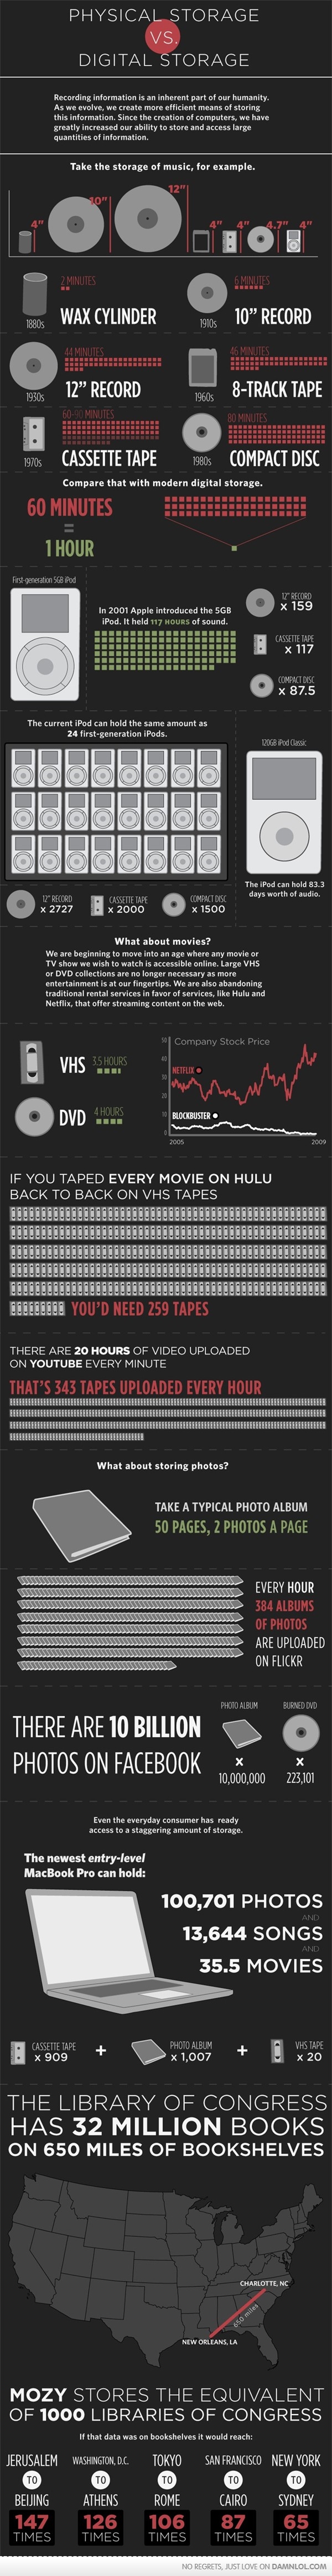 PHYSICAL STORAGE
VS.
DIGITAL STORAGE
Recording information is an inherent part of our humanity.
As we evolve, we create more efficient means of storing
this information. Since the creation of computers, we have
greatly increased our ability to store and access large
quantities of information.
Take the storage of music, for example.
4" 10" 12" 4" 4" 4.7" 4"
2 MINUTES
WAX CYLINDER
1880s
6 MINUTES
10" RECORD
1910s
44 MINUTES
12" RECORD
1930s
46 MINUTES
8-TRACK TAPE
1960s
60-90 MINUTES
CASSETTE TAPE
1970s
80 MINUTES
COMPACT DISC
1980s
Compare that with modern digital storage.
60 MINUTES
=
1 HOUR
First-generation 5GB iPod
In 2001 Apple introduced the 5GB
iPod. It held 117 HOURS of sound.
12" RECORD
x 159
CASSETTE TAPE
x 117
COMPACT DISC
x 87.5
The current iPod can hold the same amount as
24 first-generation iPods.
120GB iPod Classic
The iPod can hold 83.3
days worth of audio.
12" RECORD
x 2727
CASSETTE TAPE
x 2000
COMPACT DISC
x 1500
What about movies?
We are beginning to move into an age where any movie or
TV show we wish to watch is accessible online. Large VHS
or DVD collections are no longer necessary as more
entertainment is at our fingertips. We are also abandoning
traditional rental services in favor of services, like Hulu and
Netflix, that offer streaming content on the web.
VHS 3.5 HOURS
DVD 4 HOURS
Company Stock Price
50
40
30
20
10
0
NETFLIX
BLOCKBUSTER
2005 2009
IF YOU TAPED EVERY MOVIE ON HULU
BACK TO BACK ON VHS TAPES
YOU'D NEED 259 TAPES
THERE ARE 20 HOURS OF VIDEO UPLOADED
ON YOUTUBE EVERY MINUTE
THAT'S 343 TAPES UPLOADED EVERY HOUR
What about storing photos?
TAKE A TYPICAL PHOTO ALBUM
50 PAGES, 2 PHOTOS A PAGE
EVERY HOUR
384 ALBUMS
OF PHOTOS
ARE UPLOADED
ON FLICKR
THERE ARE 10 BILLION
PHOTOS ON FACEBOOK
PHOTO ALBUM
x
10,000,000
BURNED DVD
x
223,101
Even the everyday consumer has ready
access to a staggering amount of storage.
The newest entry-level
MacBook Pro can hold:
100,701 PHOTOS
AND
13,644 SONGS
AND
35.5 MOVIES
CASSETTE TAPE
x 909
+
PHOTO ALBUM
x 1,007
+
VHS TAPE
x 20
THE LIBRARY OF CONGRESS
HAS 32 MILLION BOOKS
ON 650 MILES OF BOOKSHELVES
CHARLOTTE, NC
650 miles
NEW ORLEANS, LA
MOZY STORES THE EQUIVALENT
OF 1000 LIBRARIES OF CONGRESS
If that data was on bookshelves it would reach:
JERUSALEM
TO
BEIJING
147
TIMES
WASHINGTON, D.C.
TO
ATHENS
126
TIMES
TOKYO
TO
ROME
106
TIMES
SAN FRANCISCO
TO
CAIRO
87
TIMES
NEW YORK
TO
SYDNEY
65
TIMES
NO REGRETS, JUST LOVE ON DAMNLOL.COM